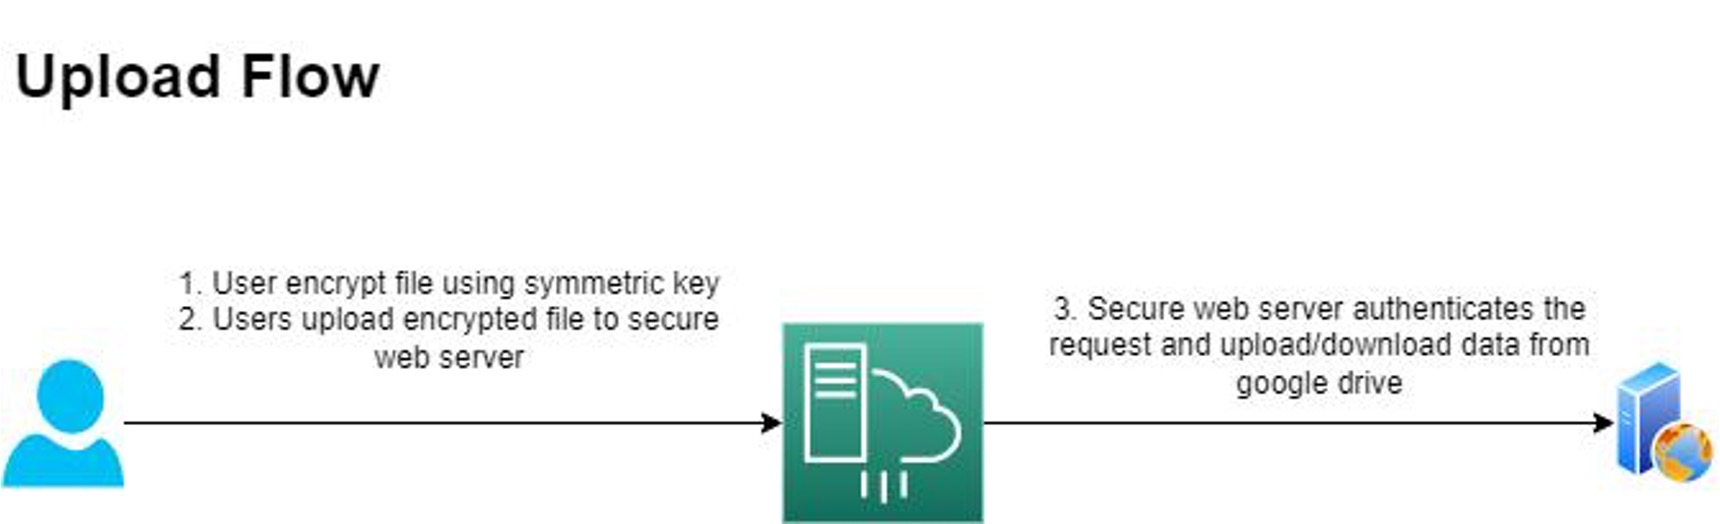 Upload Flow
1. User encrypt file using symmetric key
2. Users upload encrypted file to secure
web server
3. Secure web server authenticates the
request and upload/download data from
google drive